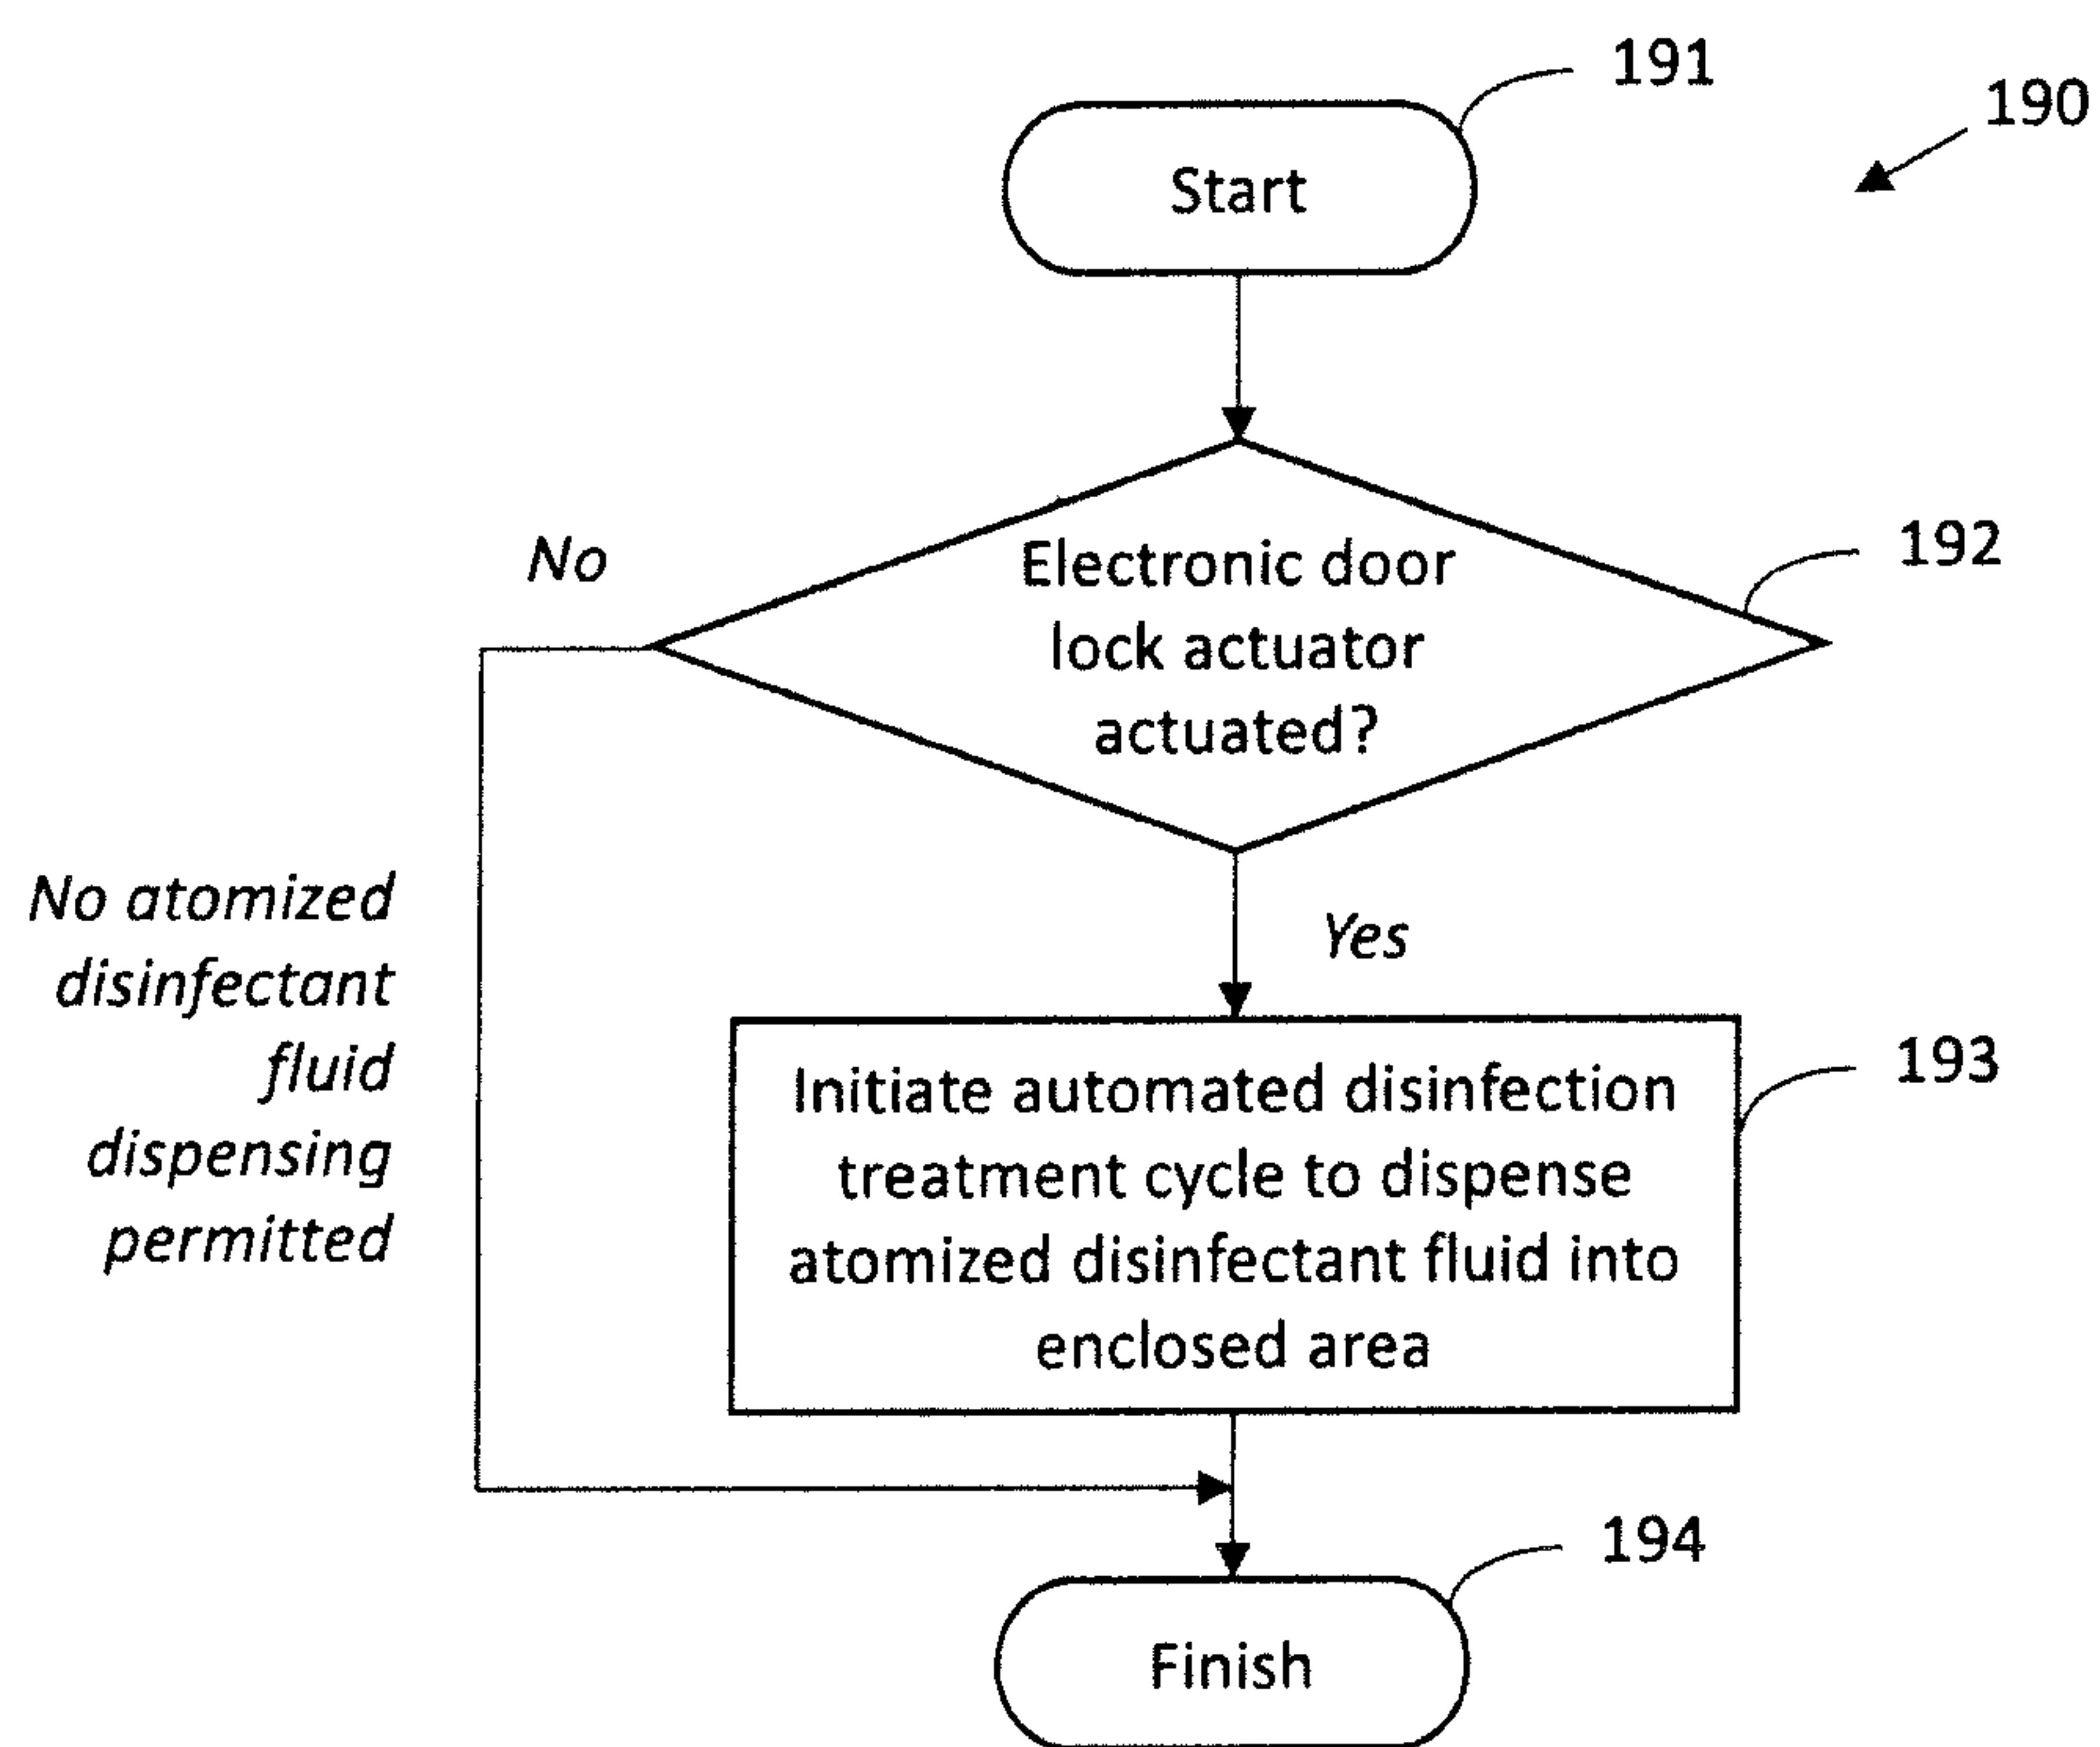 191
190
Start
192
No
Electronic door
lock actuator
actuated?
Yes
No atomized
disinfectant
fluid
dispensing
permitted
193
Initiate automated disinfection
treatment cycle to dispense
atomized disinfectant fluid into
enclosed area
194
Finish